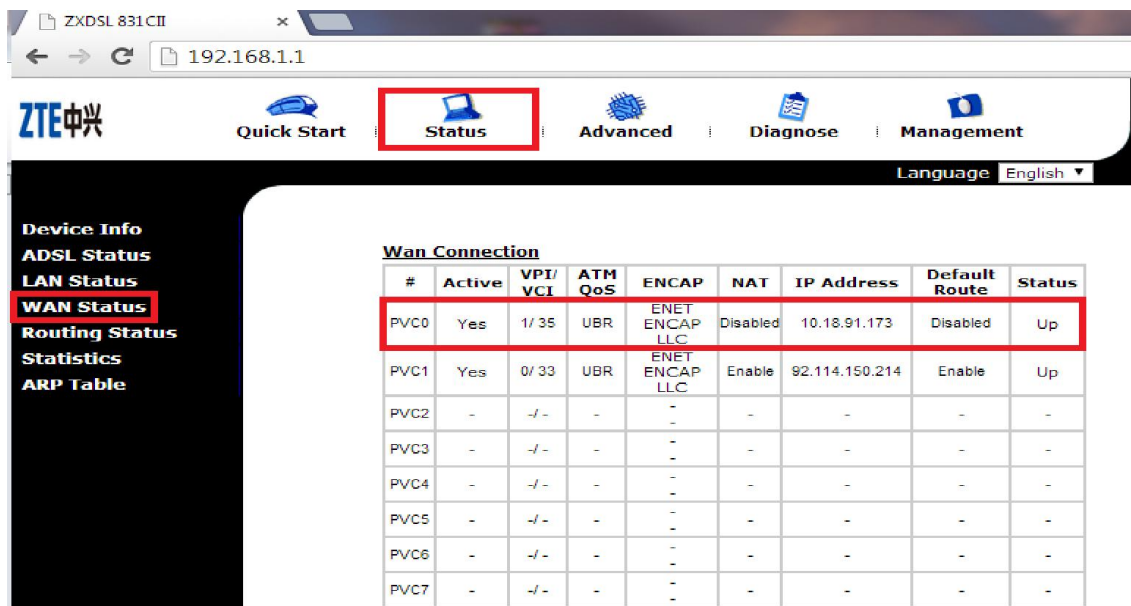 ZXDSL 831CII
192.168.1.1
ZTE中兴
Quick Start
Status
Advanced
Diagnose
Management
Language English
Device Info
ADSL Status
LAN Status
WAN Status
Routing Status
Statistics
ARP Table
Wan Connection
# Active VPI/ VCI ATM QoS ENCAP NAT IP Address Default Route Status
PVC0 Yes 1/ 35 UBR ENET ENCAP LLC Disabled 10.18.91.173 Disabled Up
PVC1 Yes 0/ 33 UBR ENET ENCAP LLC Enable 92.114.150.214 Enable Up
PVC2 - -/ - - - - - - - -
PVC3 - -/ - - - - - - - -
PVC4 - -/ - - - - - - - -
PVC5 - -/ - - - - - - - -
PVC6 - -/ - - - - - - - -
PVC7 - -/ - - - - - - - -